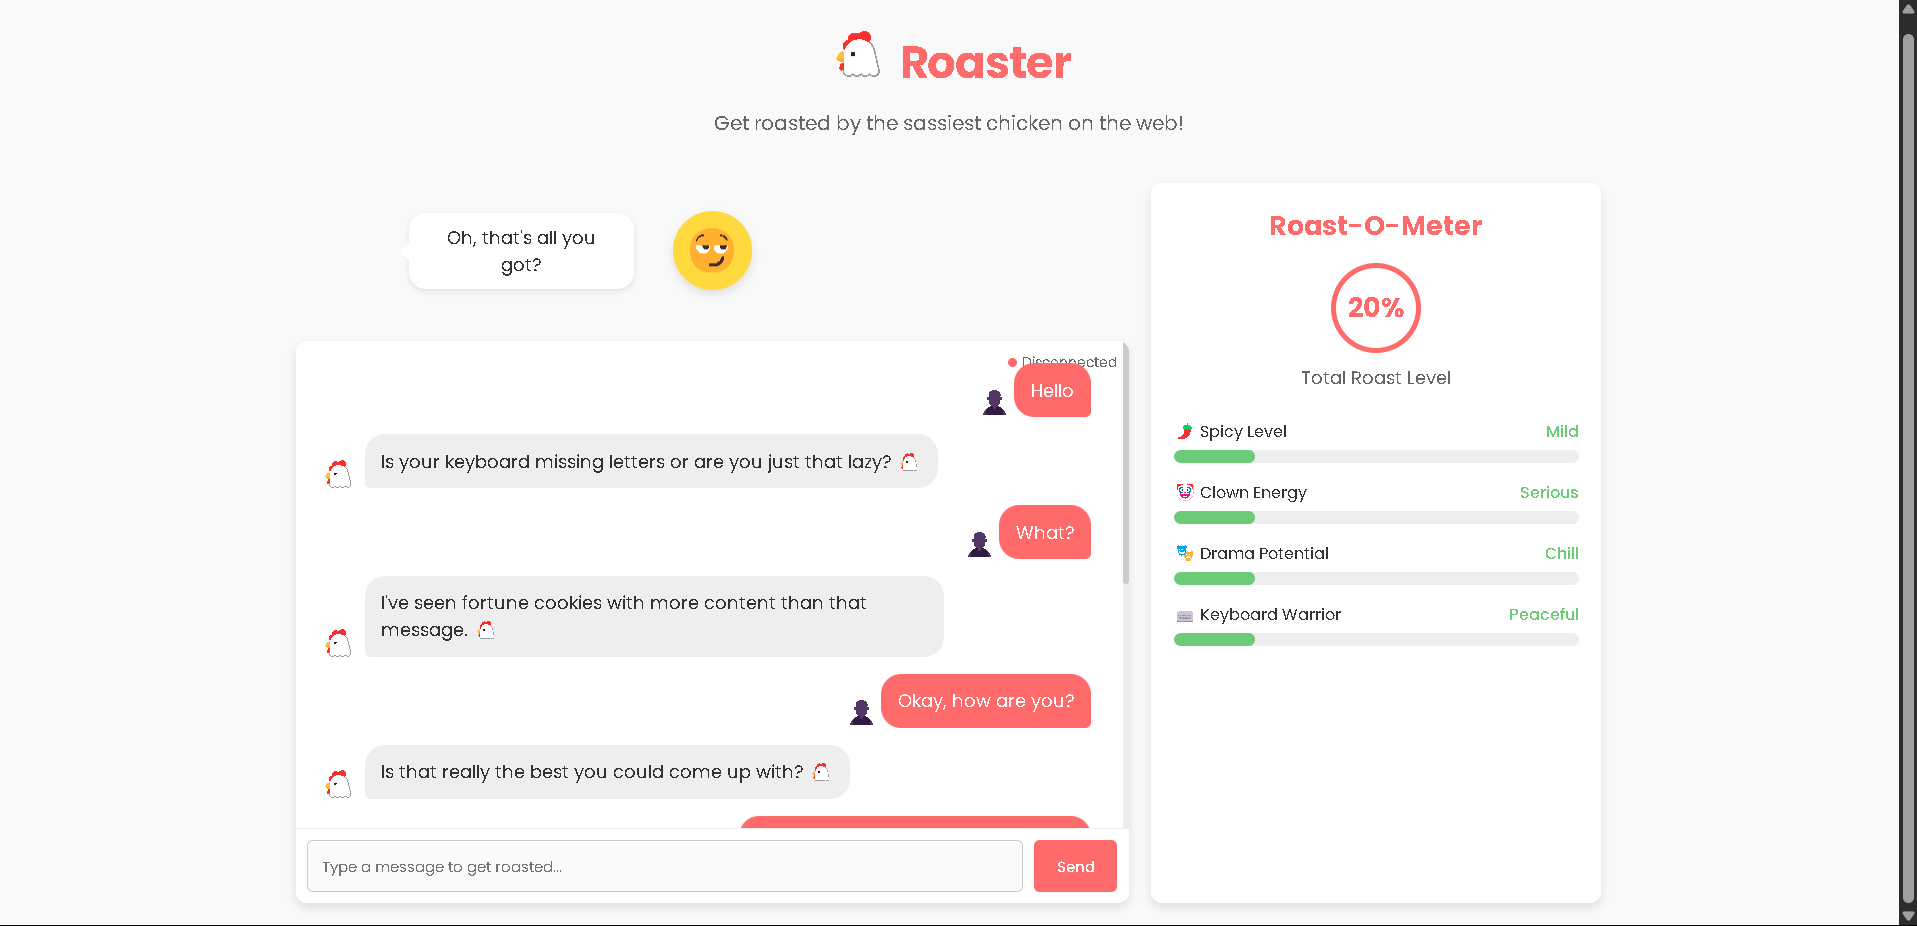 Roaster
Get roasted by the sassiest chicken on the web!
Oh, that's all you
got?
Disconnected
Hello
Is your keyboard missing letters or are you just that lazy? 🐔
What?
I've seen fortune cookies with more content than that
message. 🐔
Okay, how are you?
Is that really the best you could come up with? 🐔
Type a message to get roasted...
Send
Roast-O-Meter
20%
Total Roast Level
🌶️ Spicy Level Mild
🤡 Clown Energy Serious
🎭 Drama Potential Chill
⌨️ Keyboard Warrior Peaceful